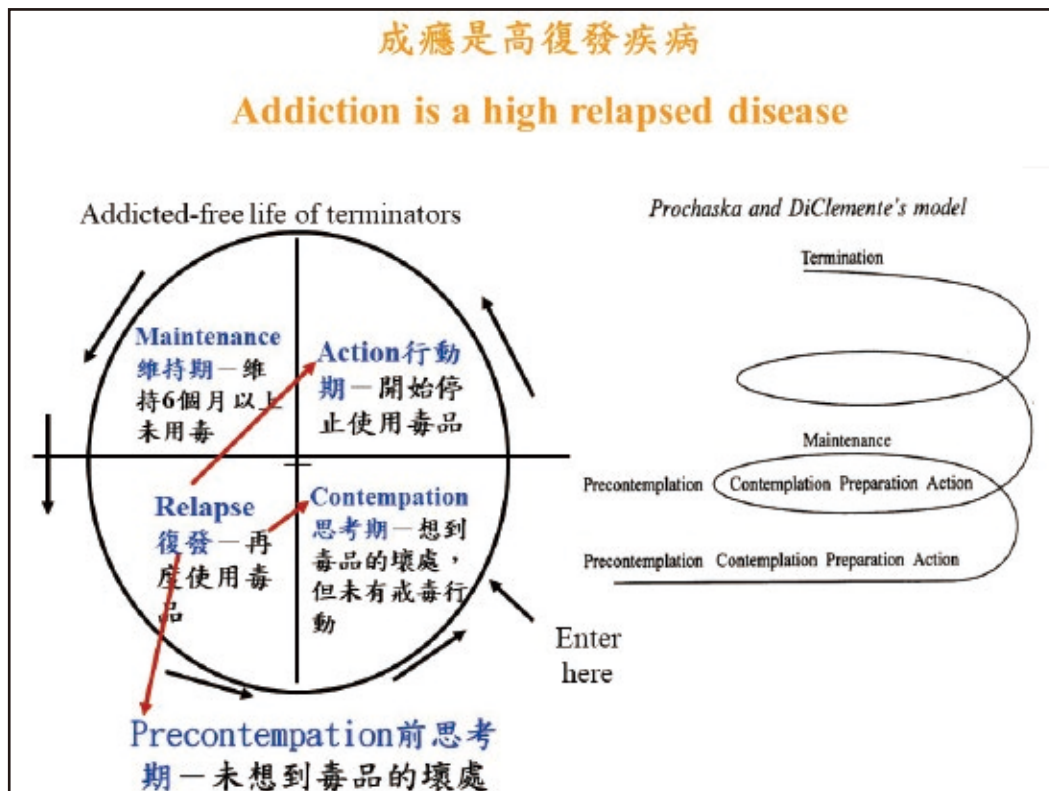 成癮是高復發疾病
Addiction is a high relapsed disease
Addicted-free life of terminators
Maintenance
維持期－維
持6個月以上
未用毒
Action行動
期－開始停
止使用毒品
Relapse
復發－再
度使用毒
品
Contempation
思考期－想到
毒品的壞處，
但未有戒毒行
動
Enter
here
Precontempation前思考
期－未想到毒品的壞處
Prochaska and DiClemente's model
Termination
Maintenance
Precontemplation Contemplation Preparation Action
Precontemplation Contemplation Preparation Action